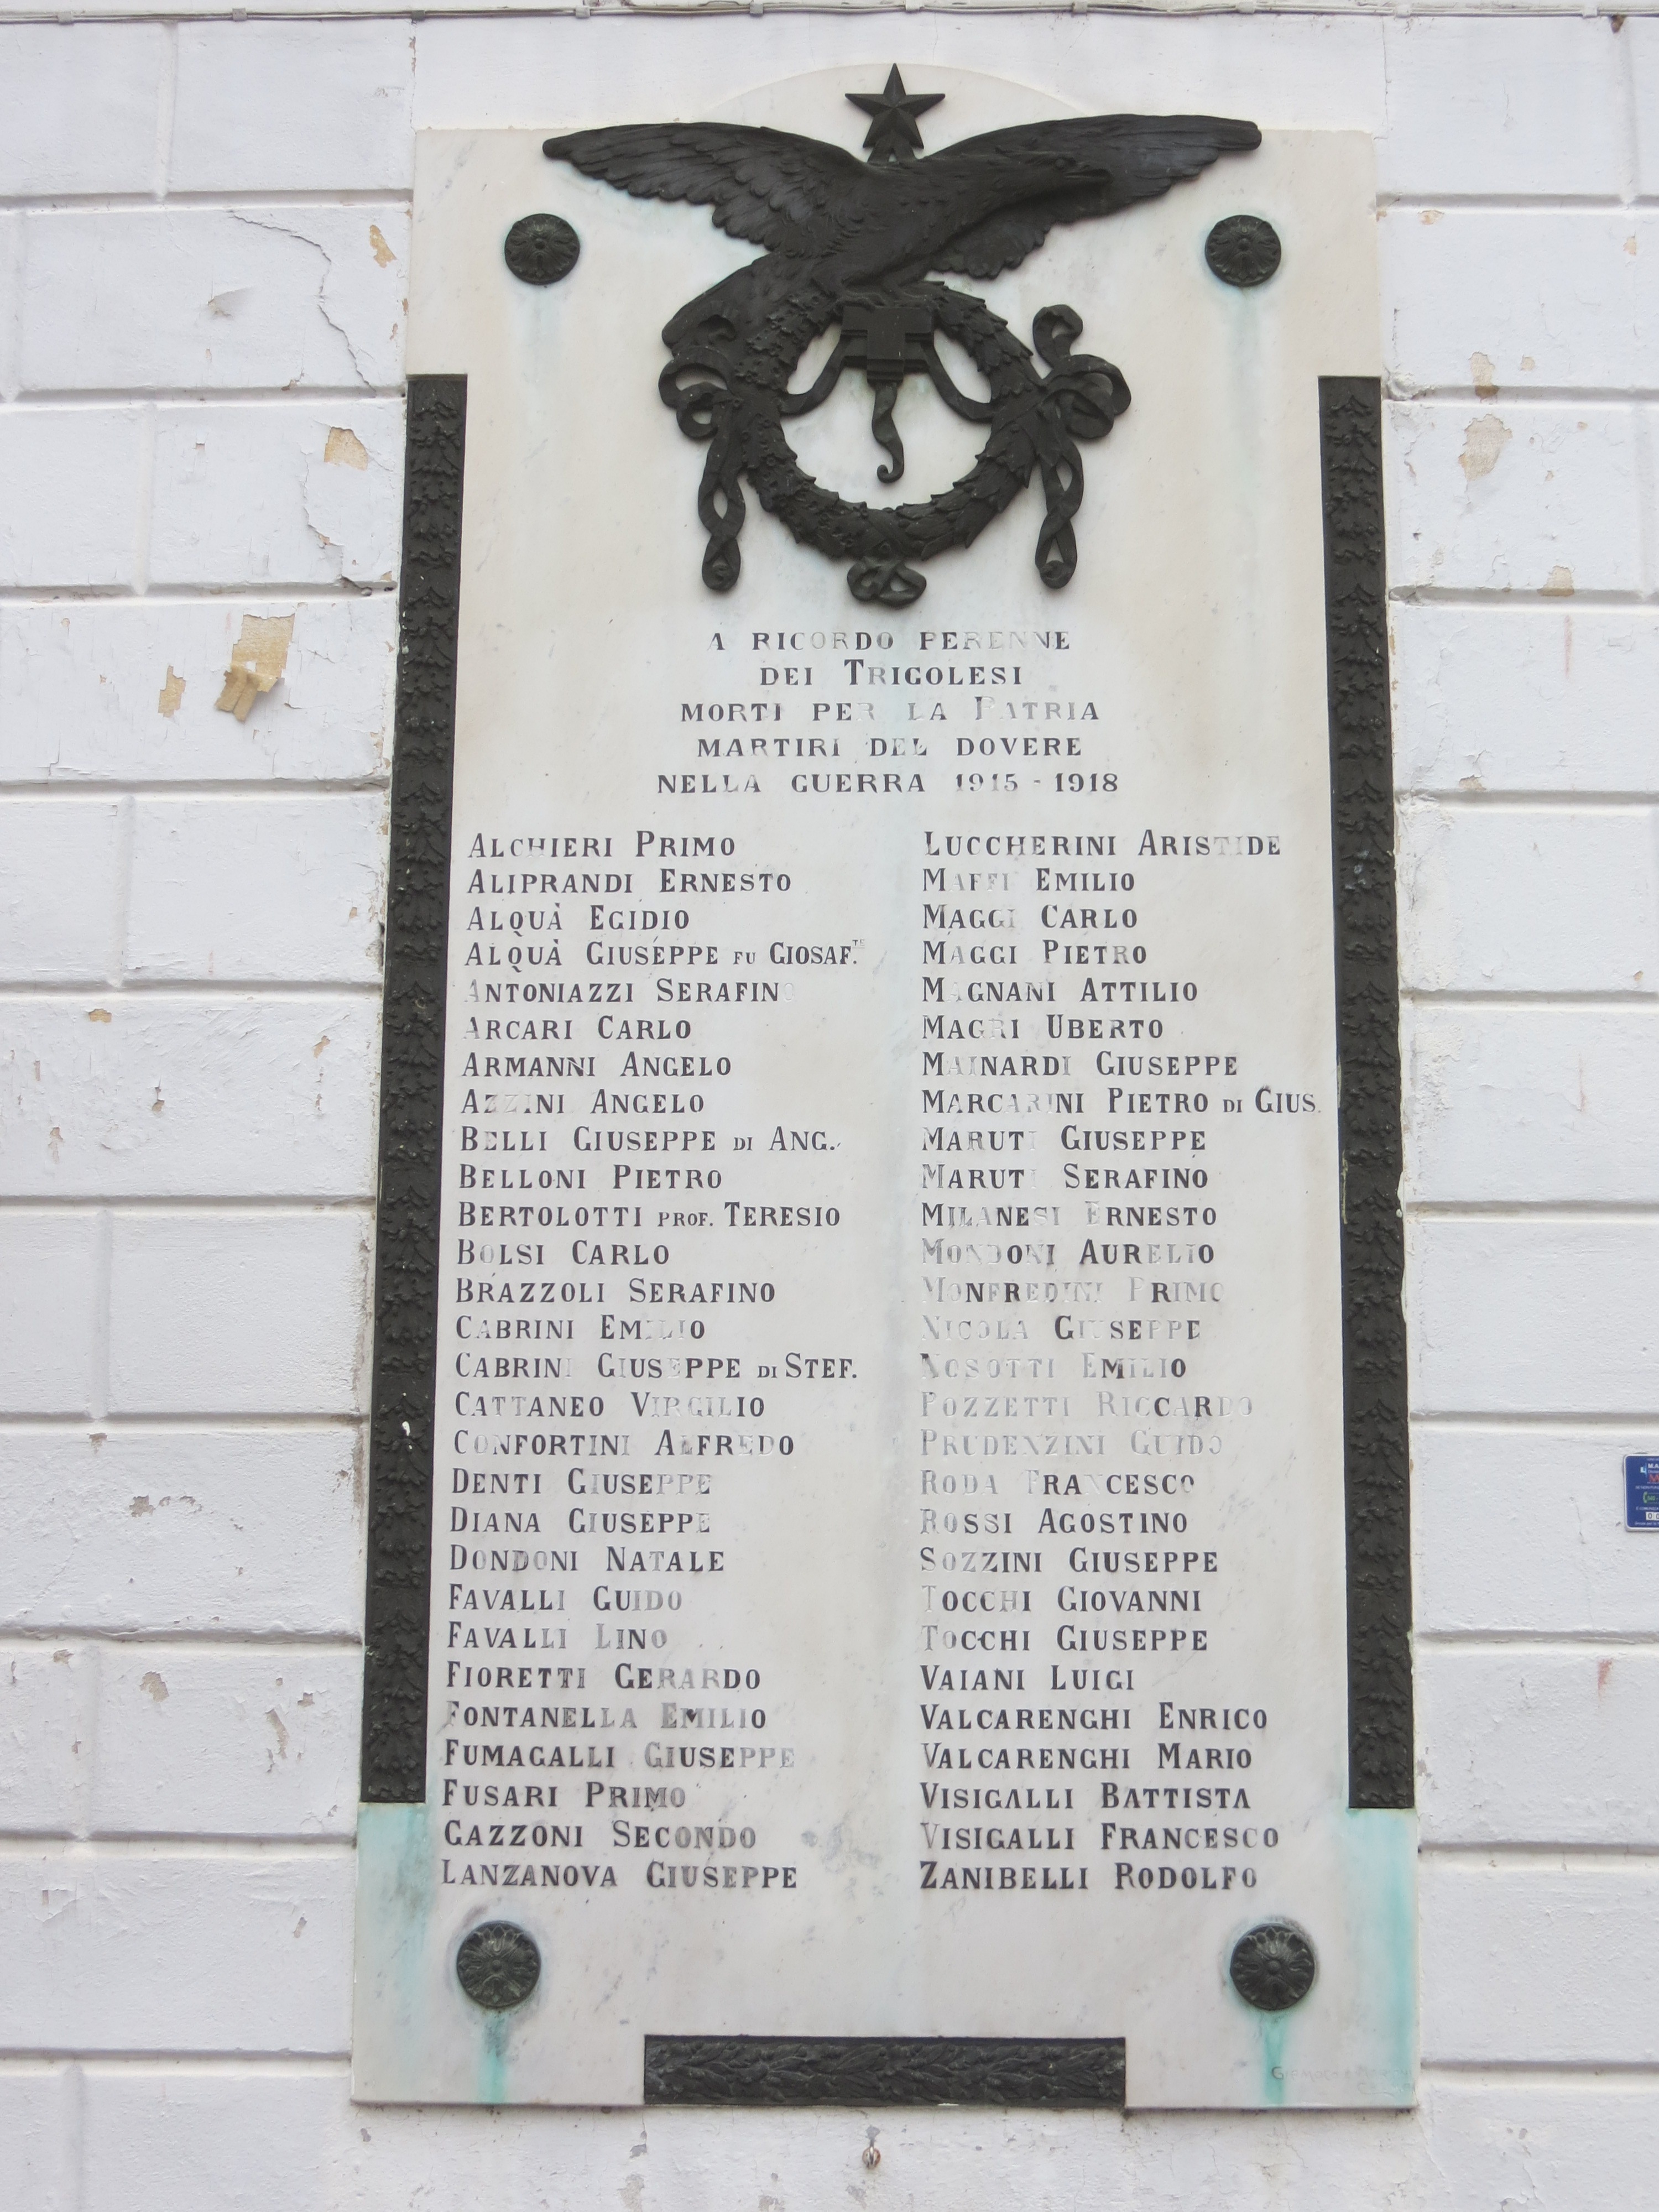 A RICORDO PERENNE
DEI TRIGOLESI
MORTI PER LA PATRIA
MARTIRI DEL DOVERE
NELLA GUERRA 1915 - 1918
ALCHIERI PRIMO
ALIPRANDI ERNESTO
ALQUÀ EGIDIO
ALQUÀ GIUSEPPE FU GIOSAF.TE
ANTONIAZZI SERAFINO
ARCARI CARLO
ARMANNI ANGELO
AZZINI ANGELO
BELLI GIUSEPPE DI ANG.
BELLONI PIETRO
BERTOLOTTI PROF. TERESIO
BOLSI CARLO
BRAZZOLI SERAFINO
CABRINI EMILIO
CABRINI GIUSEPPE DI STEF.
CATTANEO VIRGILIO
CONFORTINI ALFREDO
DENTI GIUSEPPE
DIANA GIUSEPPE
DONDONI NATALE
FAVALLI GUIDO
FAVALLI LINO
FIORETTI GERARDO
FONTANELLA EMILIO
FUMAGALLI GIUSEPPE
FUSARI PRIMO
GAZZONI SECONDO
LANZANOVA GIUSEPPE
LUCCHERINI ARISTIDE
MAFFI EMILIO
MAGGI CARLO
MAGGI PIETRO
MAGNANI ATTILIO
MAGRI UBERTO
MAINARDI GIUSEPPE
MARCARINI PIETRO DI GIUS.
MARUTI GIUSEPPE
MARUTI SERAFINO
MILANESI ERNESTO
MONDONI AURELIO
MONFREDINI PRIMO
NICOLA GIUSEPPE
NOSOTTI EMILIO
POZZETTI RICCARDO
PRUDENZINI GUIDO
RODA FRANCESCO
ROSSI AGOSTINO
SOZZINI GIUSEPPE
TOCCHI GIOVANNI
TOCCHI GIUSEPPE
VAIANI LUIGI
VALCARENGHI ENRICO
VALCARENGHI MARIO
VISIGALLI BATTISTA
VISIGALLI FRANCESCO
ZANIBELLI RODOLFO